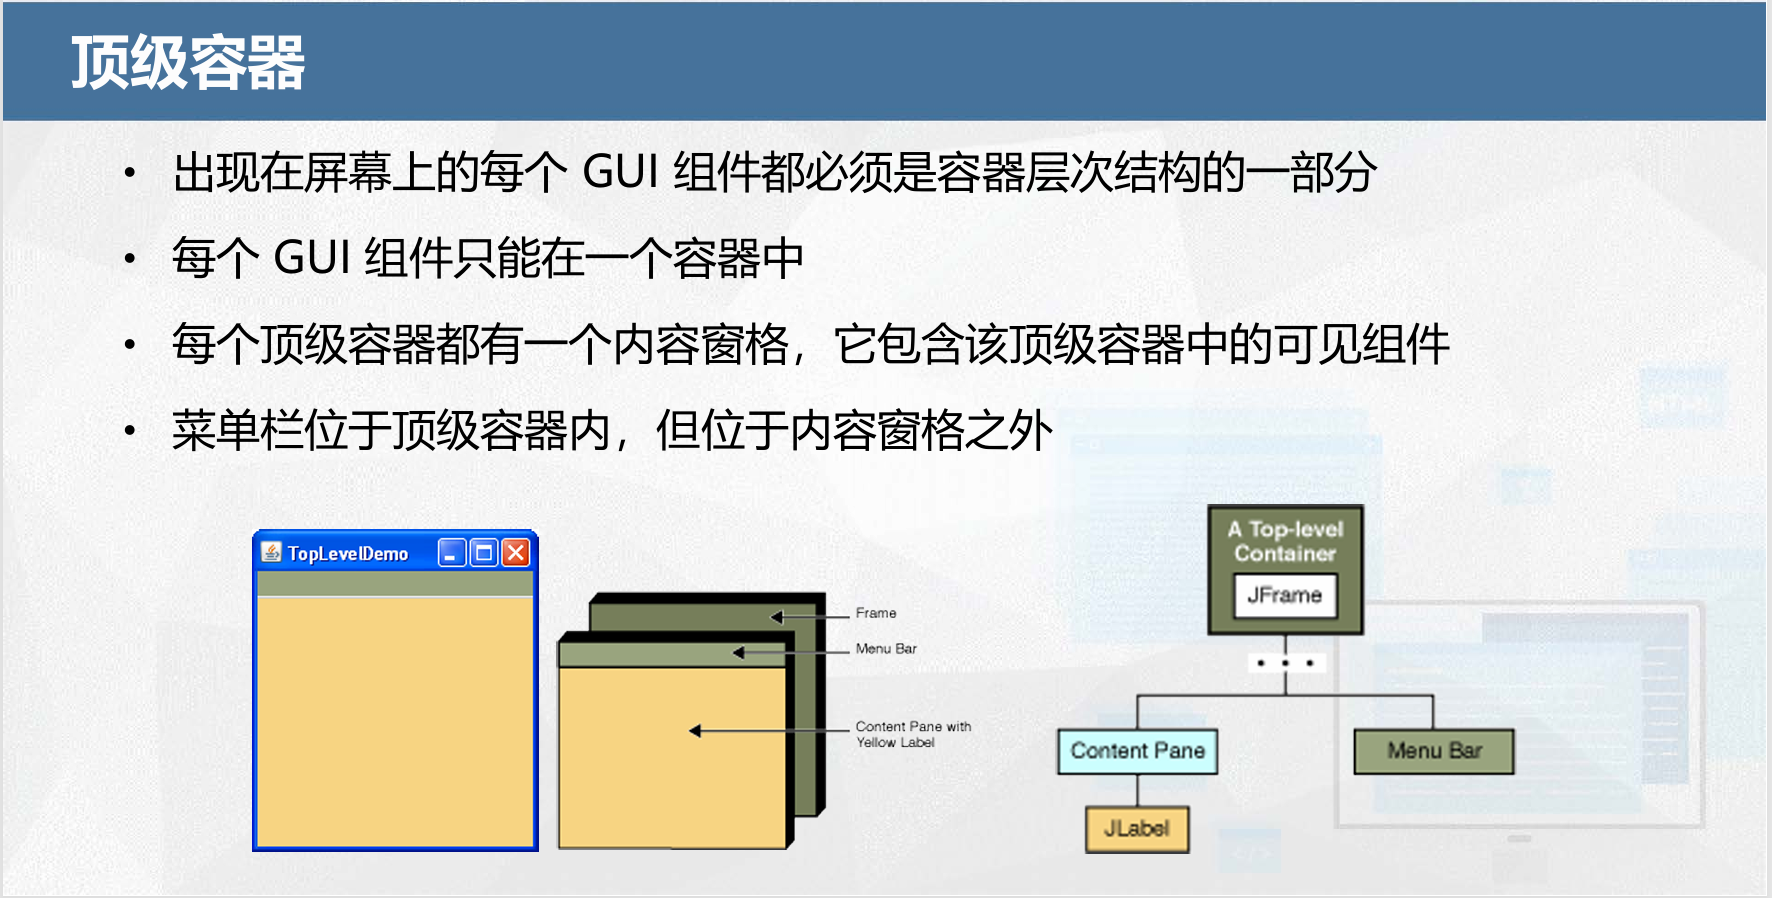 顶级容器
• 出现在屏幕上的每个 GUI 组件都必须是容器层次结构的一部分
• 每个 GUI 组件只能在一个容器中
• 每个顶级容器都有一个内容窗格，它包含该顶级容器中的可见组件
• 菜单栏位于顶级容器内，但位于内容窗格之外
TopLevelDemo
Frame
Menu Bar
Content Pane with
Yellow Label
A Top-level
Container
JFrame
• • •
Content Pane
Menu Bar
JLabel